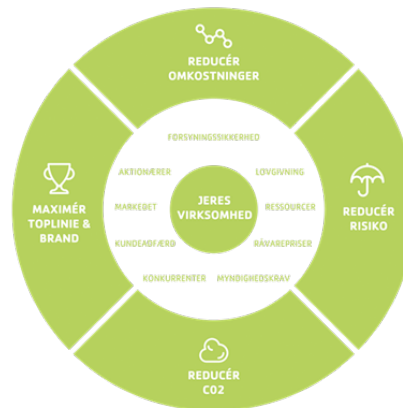 REDUCÉR
OMKOSTNINGER
FORSKNINGSSIKKERHED
AKTIONÆRER
LOVGIVNING
MAXIMÉR
TOPLINIE &
BRAND
MARKEDET
JERES
VIRKSOMHED
RESSOURCER
REDUCÉR
RISIKO
KUNDEADFÆRD
RÅVAREPRISER
KONKURRENTER
MYNDIGHEDSKRAV
REDUCÉR
CO2